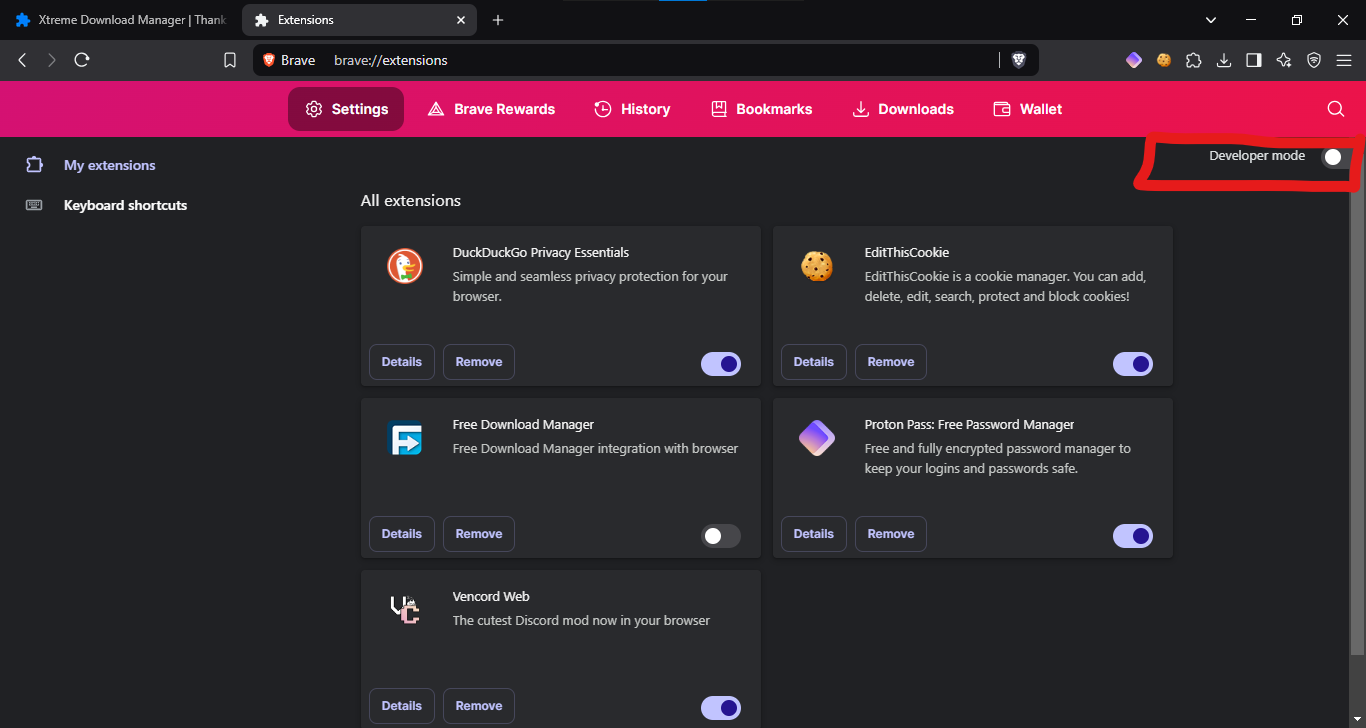 Xtreme Download Manager | Thank
Extensions
Brave
brave://extensions
Settings
Brave Rewards
History
Bookmarks
Downloads
Wallet
My extensions
Keyboard shortcuts
Developer mode
All extensions
DuckDuckGo Privacy Essentials
Simple and seamless privacy protection for your
browser.
Details
Remove
EditThisCookie
EditThisCookie is a cookie manager. You can add,
delete, edit, search, protect and block cookies!
Details
Remove
Free Download Manager
Free Download Manager integration with browser
Details
Remove
Proton Pass: Free Password Manager
Free and fully encrypted password manager to
keep your logins and passwords safe.
Details
Remove
Vencord Web
The cutest Discord mod now in your browser
Details
Remove